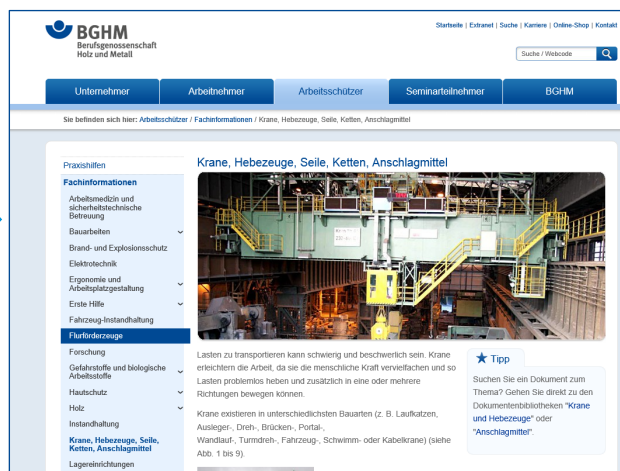 Startseite | Extranet | Suche | Karriere | Online-Shop | Kontakt
BGHM
Berufsgenossenschaft
Holz und Metall
Suche / Webcode
Unternehmer
Arbeitnehmer
Arbeitsschützer
Seminarteilnehmer
BGHM
Sie befinden sich hier: Arbeitsschützer / Fachinformationen / Krane, Hebezeuge, Seile, Ketten, Anschlagmittel
Praxishilfen
Fachinformationen
Arbeitsmedizin und
sicherheitstechnische
Betreuung
Bauarbeiten
Brand- und Explosionsschutz
Elektrotechnik
Ergonomie und
Arbeitsplatzgestaltung
Erste Hilfe
Fahrzeug-Instandhaltung
Flurförderzeuge
Forschung
Gefahrstoffe und biologische
Arbeitsstoffe
Hautschutz
Holz
Instandhaltung
Krane, Hebezeuge, Seile,
Ketten, Anschlagmittel
Lagereinrichtungen
Krane, Hebezeuge, Seile, Ketten, Anschlagmittel
Lasten zu transportieren kann schwierig und beschwerlich sein. Krane
erleichtern die Arbeit, da sie die menschliche Kraft vervielfachen und so
Lasten problemlos heben und zusätzlich in eine oder mehrere
Richtungen bewegen können.
Krane existieren in unterschiedlichsten Bauarten (z. B. Laufkatzen,
Ausleger-, Dreh-, Brücken-, Portal-,
Wandlauf-, Turmdreh-, Fahrzeug-, Schwimm- oder Kabelkrane) (siehe
Abb. 1 bis 9).
Tipp
Suchen Sie ein Dokument zum
Thema? Gehen Sie direkt zu den
Dokumentenbibliotheken "Krane
und Hebezeuge" oder
"Anschlagmittel".